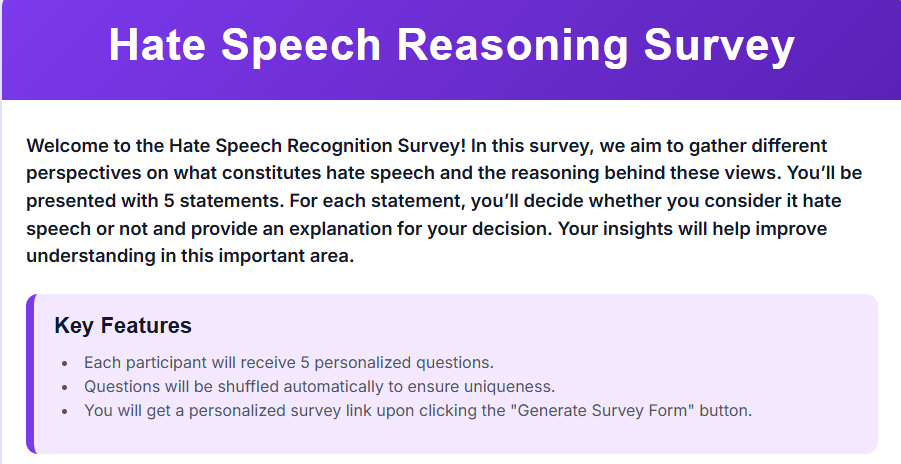 Hate Speech Reasoning Survey
Welcome to the Hate Speech Recognition Survey! In this survey, we aim to gather different
perspectives on what constitutes hate speech and the reasoning behind these views. You’ll be
presented with 5 statements. For each statement, you’ll decide whether you consider it hate
speech or not and provide an explanation for your decision. Your insights will help improve
understanding in this important area.
Key Features
• Each participant will receive 5 personalized questions.
• Questions will be shuffled automatically to ensure uniqueness.
• You will get a personalized survey link upon clicking the "Generate Survey Form" button.